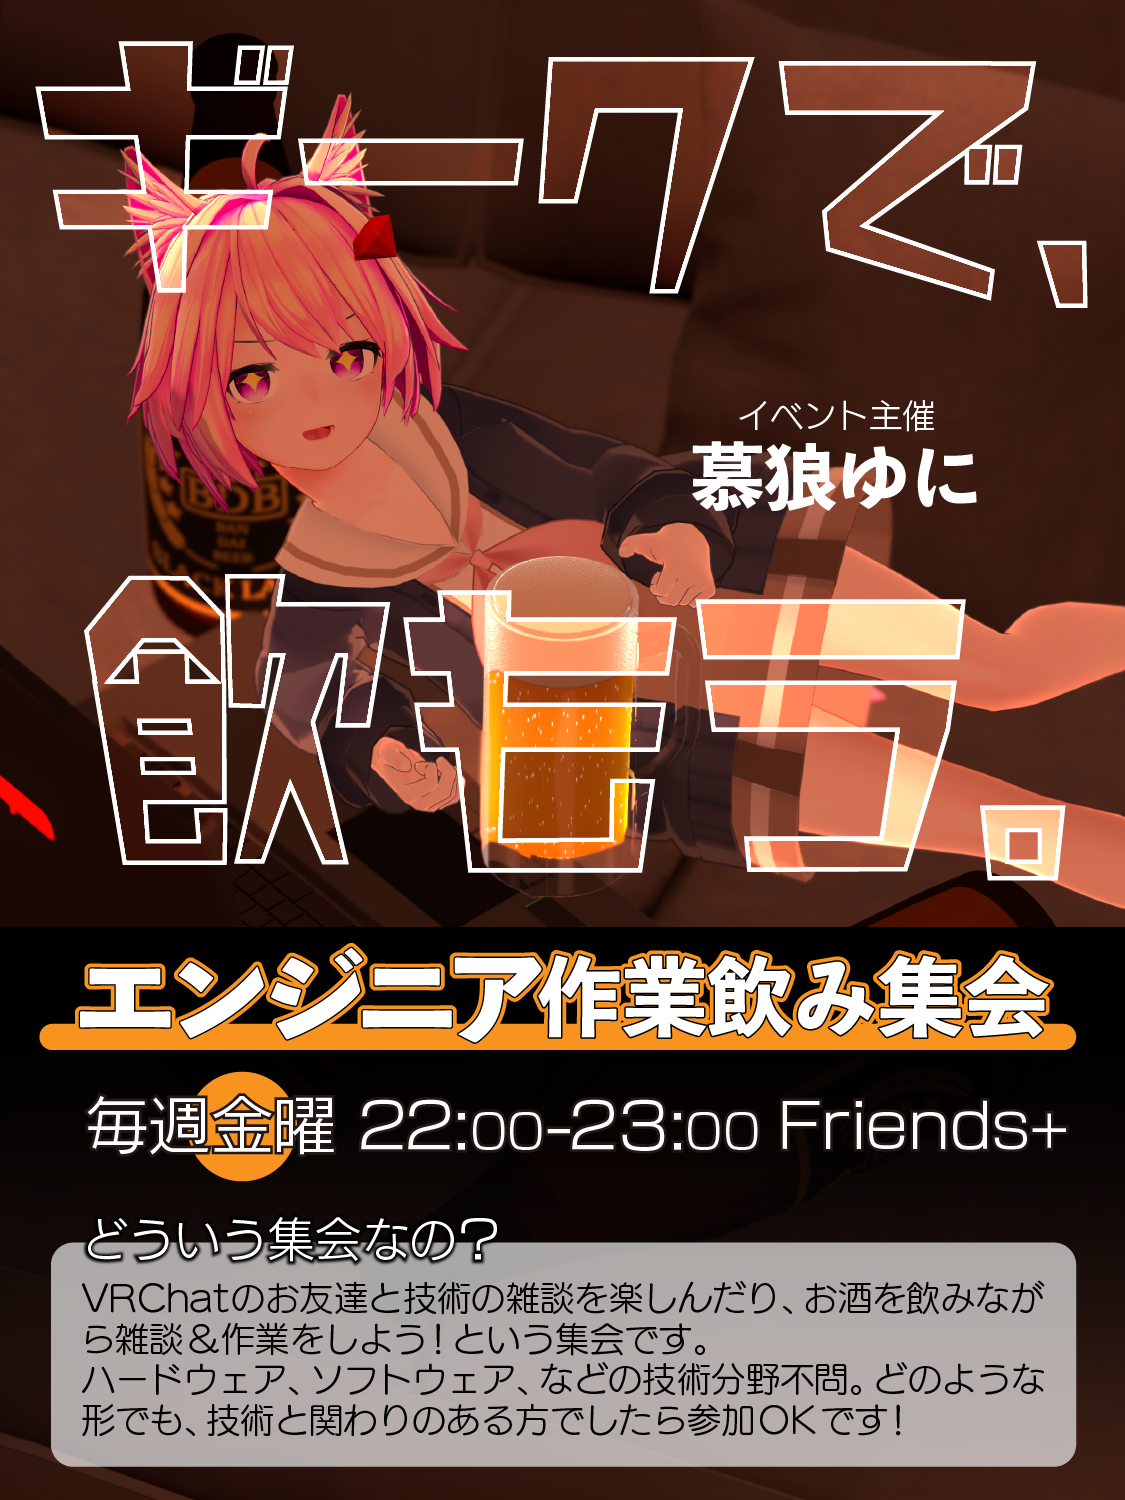 ギークで、
イベント主催
慕狼ゆに
BDB
BAN
DAI
BEER
飲もう。
エンジニア作業飲み集会
毎週金曜 22:00-23:00 Friends+
どういう集会なの？
VRChatのお友達と技術の雑談を楽しんだり、お酒を飲みなが
ら雑談＆作業をしよう！という集会です。
ハードウェア、ソフトウェア、などの技術分野不問。どのような
形でも、技術と関わりのある方でしたら参加OKです！